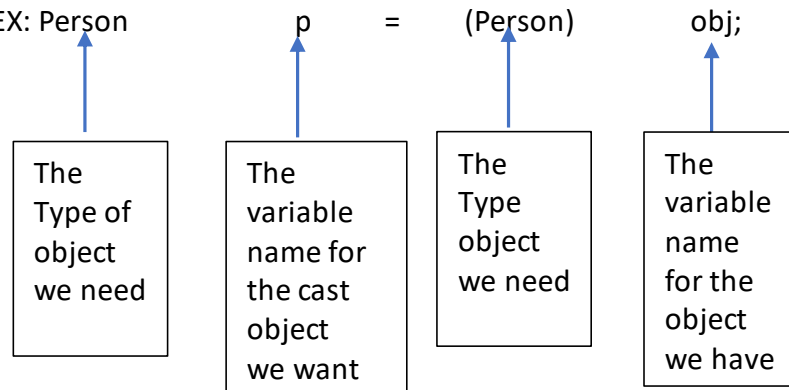 EX: Person p = (Person) obj;
The
Type of
object
we need
The
variable
name for
the cast
object
we want
The
Type
object
we need
The
variable
name
for the
object
we have